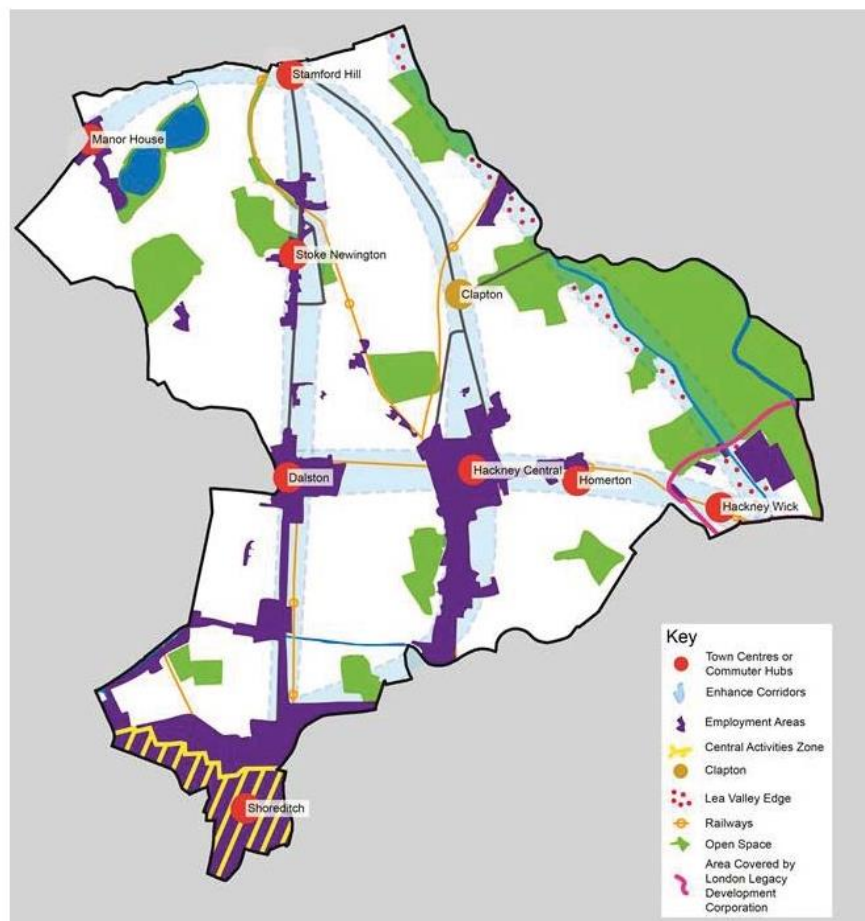 Stamford Hill
Manor House
Stoke Newington
Clapton
Dalston
Hackney Central
Homerton
Hackney Wick
Shoreditch
Key
Town Centres or
Commuter Hubs
Enhance Corridors
Employment Areas
Central Activities Zone
Clapton
Lea Valley Edge
Railways
Open Space
Area Covered by
London Legacy
Development
Corporation